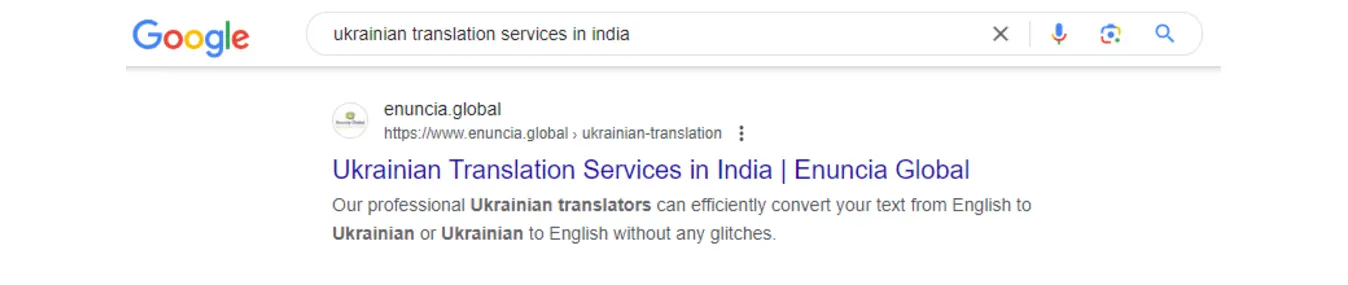 Google
ukrainian translation services in india
enuncia.global
https://www.enuncia.global › ukrainian-translation
Ukrainian Translation Services in India | Enuncia Global
Our professional Ukrainian translators can efficiently convert your text from English to
Ukrainian or Ukrainian to English without any glitches.